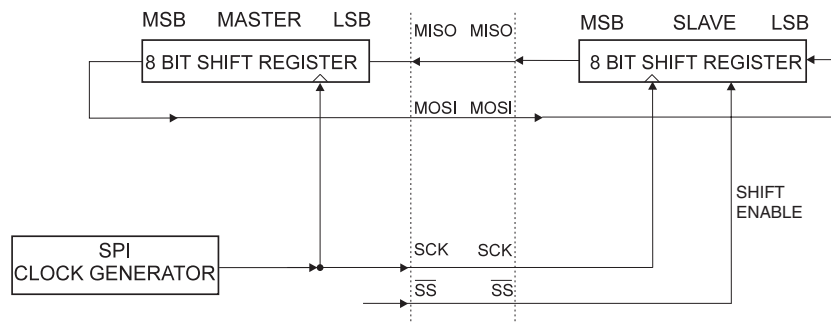 MSB MASTER LSB
8 BIT SHIFT REGISTER
MISO MISO
MSB SLAVE LSB
8 BIT SHIFT REGISTER
MOSI MOSI
SHIFT
ENABLE
SPI
CLOCK GENERATOR
SCK SCK
SS SS